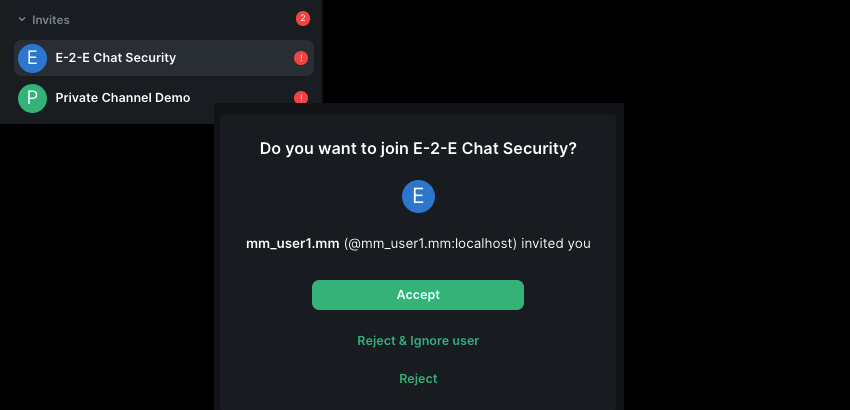 Invites
2
E
E-2-E Chat Security
!
P
Private Channel Demo
!
Do you want to join E-2-E Chat Security?
E
mm_user1.mm (@mm_user1.mm:localhost) invited you
Accept
Reject & Ignore user
Reject